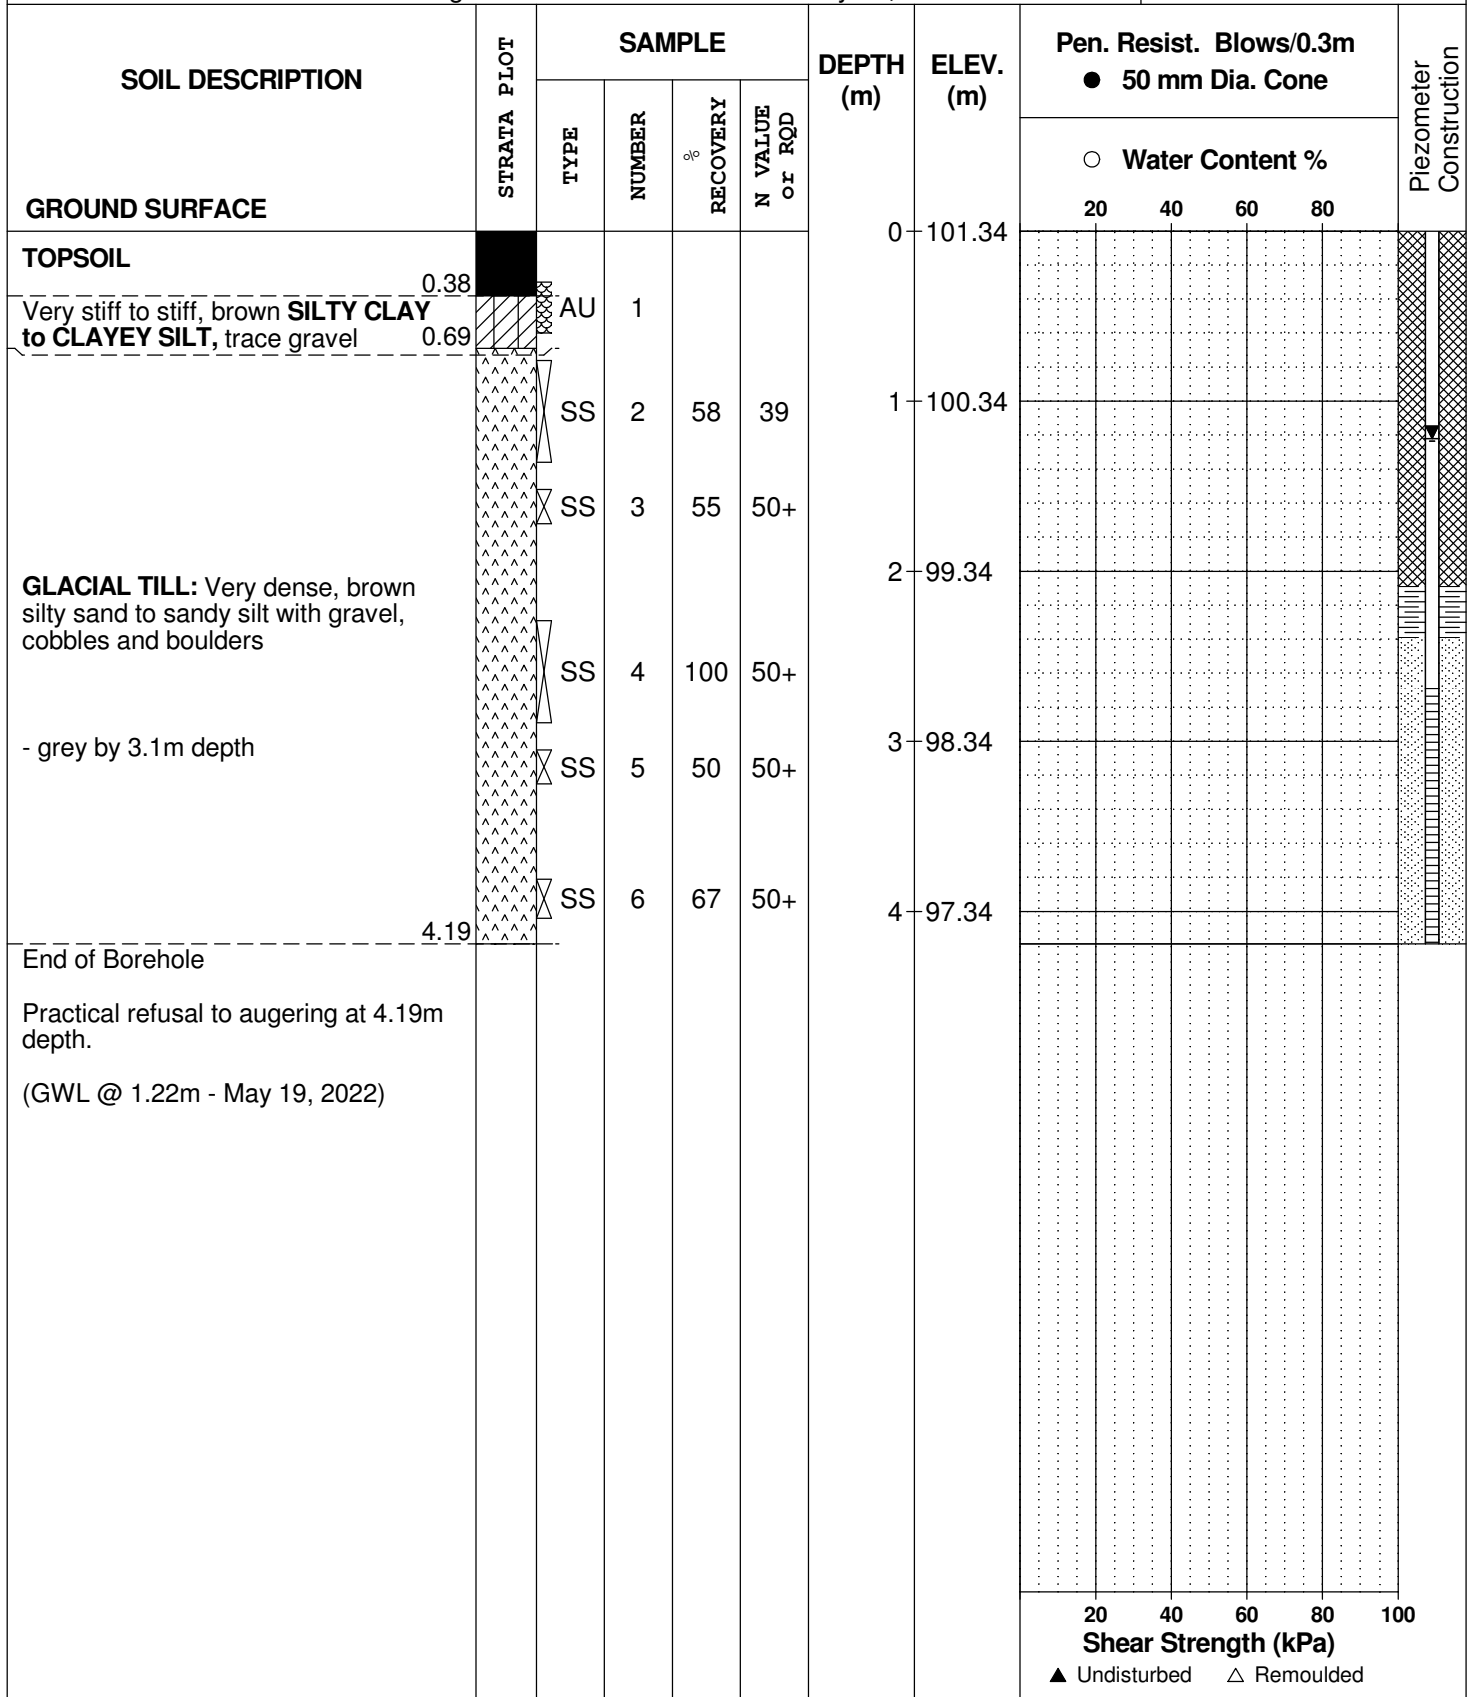 SOIL DESCRIPTION
GROUND SURFACE
STRATA PLOT
SAMPLE
TYPE
NUMBER
%
RECOVERY
N VALUE
or RQD
DEPTH
(m)
ELEV.
(m)
Pen. Resist. Blows/0.3m
● 50 mm Dia. Cone
○ Water Content %
20 40 60 80
Piezometer
Construction
0 101.34
TOPSOIL
0.38
Very stiff to stiff, brown SILTY CLAY
to CLAYEY SILT, trace gravel 0.69
AU 1
SS 2 58 39
1 100.34
SS 3 55 50+
2 99.34
GLACIAL TILL: Very dense, brown
silty sand to sandy silt with gravel,
cobbles and boulders
SS 4 100 50+
- grey by 3.1m depth
3 98.34
SS 5 50 50+
SS 6 67 50+
4 97.34
4.19
End of Borehole
Practical refusal to augering at 4.19m
depth.
(GWL @ 1.22m - May 19, 2022)
20 40 60 80 100
Shear Strength (kPa)
▲ Undisturbed △ Remoulded